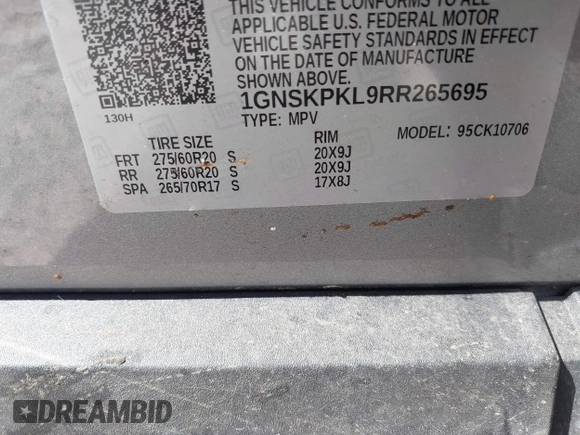 THIS VEHICLE CONFORMS TO ALL
APPLICABLE U.S. FEDERAL MOTOR
VEHICLE SAFETY STANDARDS IN EFFECT
ON THE DATE OF MANUFACTURE
SHOWN ABOVE.
1GNSKPKL9RR265695
130H
TYPE: MPV
MODEL: 95CK10706
TIRE SIZE RIM
FRT 275/60R20 S 20X9J
RR 275/60R20 S 20X9J
SPA 265/70R17 S 17X8J
DREAMBID